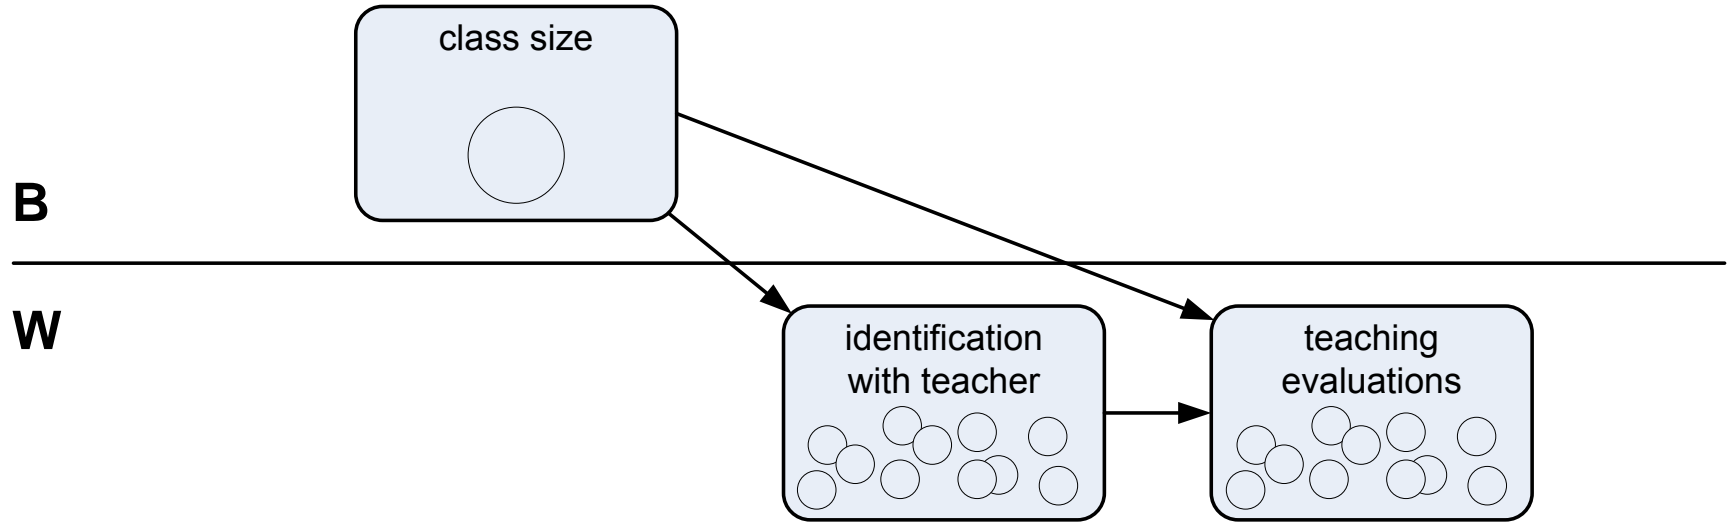 class size
B
W
identification
with teacher
teaching
evaluations